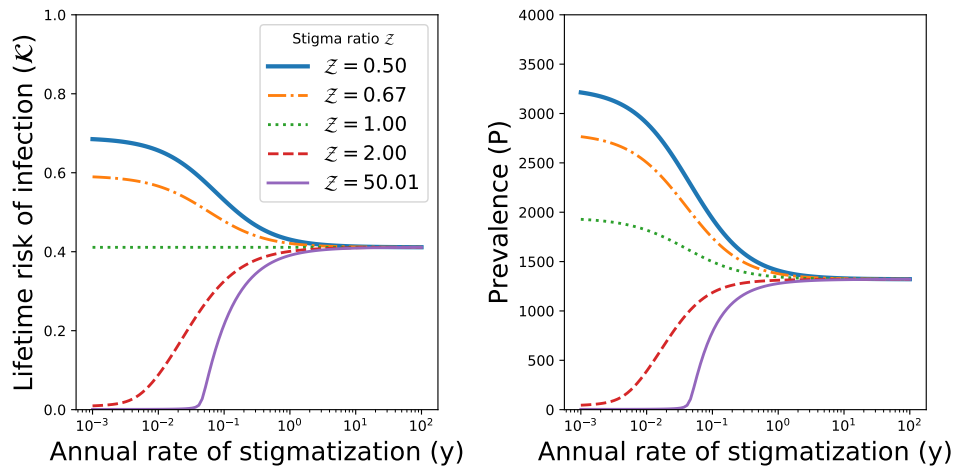 Lifetime risk of infection (𝒦)
1.0
0.8
0.6
0.4
0.2
0.0
Stigma ratio 𝒵
𝒵 = 0.50
𝒵 = 0.67
𝒵 = 1.00
𝒵 = 2.00
𝒵 = 50.01
10⁻³ 10⁻² 10⁻¹ 10⁰ 10¹ 10²
Annual rate of stigmatization (y)
Prevalence (P)
4000
3500
3000
2500
2000
1500
1000
500
0
10⁻³ 10⁻² 10⁻¹ 10⁰ 10¹ 10²
Annual rate of stigmatization (y)